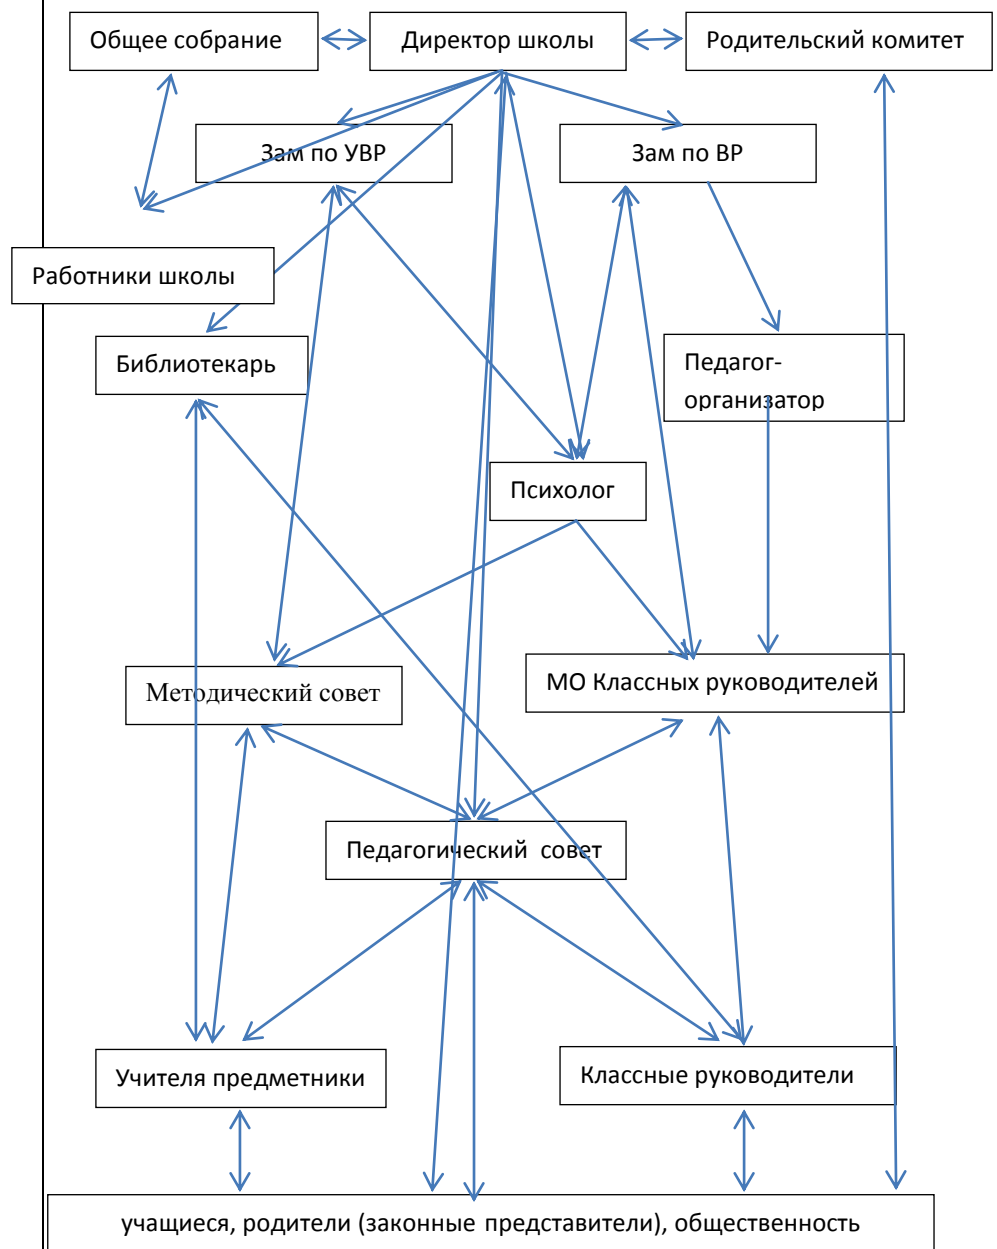 Общее собрание
Директор школы
Родительский комитет
Зам по УВР
Зам по ВР
Работники школы
Библиотекарь
Педагог-
организатор
Психолог
Методический совет
МО Классных руководителей
Педагогический совет
Учителя предметники
Классные руководители
учащиеся, родители (законные представители), общественность